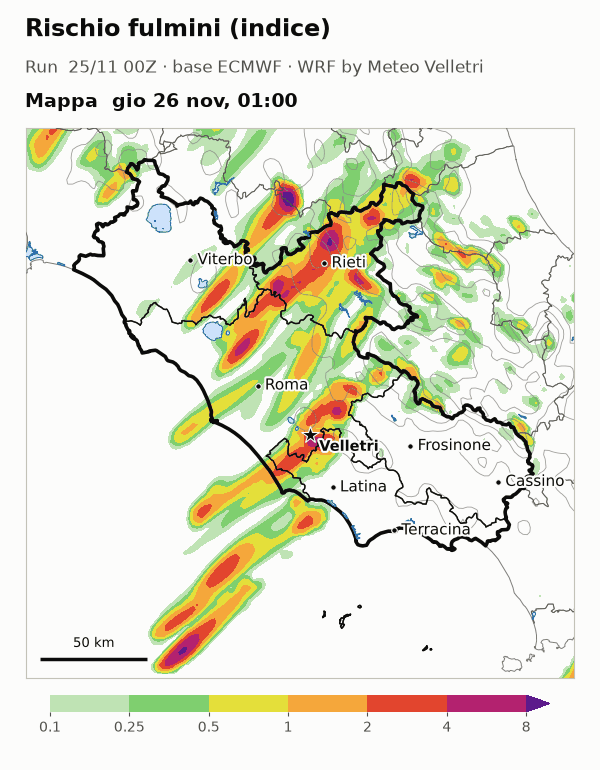 Rischio fulmini (indice)
Run  25/11 00Z · base ECMWF · WRF by Meteo Velletri
Mappa  gio 26 nov, 01:00
Viterbo
Rieti
Roma
Velletri
Frosinone
Cassino
Latina
Terracina
50 km
0.1 0.25 0.5 1 2 4 8